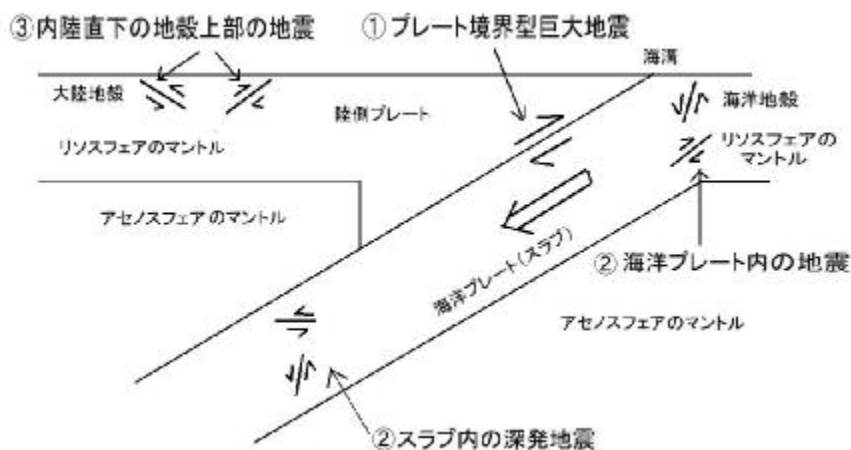 ③内陸直下の地殻上部の地震
①プレート境界型巨大地震
海溝
大陸地殻
陸側プレート
海洋地殻
リソスフェアのマントル
リソスフェアの
マントル
アセノスフェアのマントル
海洋プレート(スラブ)
②海洋プレート内の地震
アセノスフェアのマントル
②スラブ内の深発地震